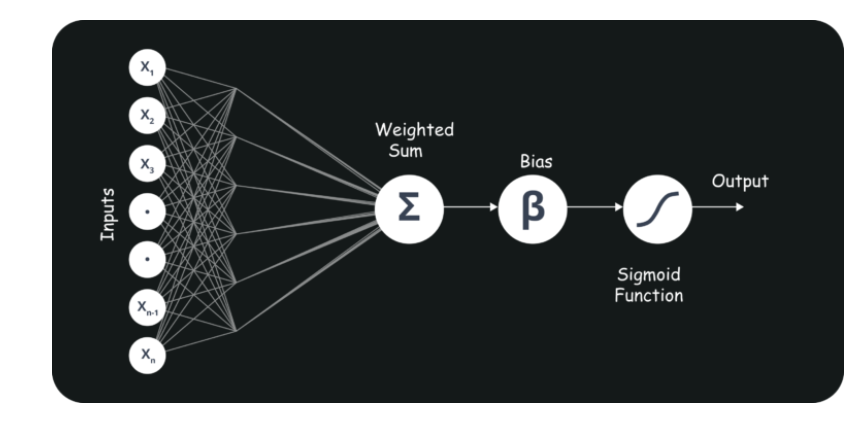 Inputs
X1
X2
X3
.
.
Xn-1
Xn
Weighted
Sum
Σ
Bias
β
Sigmoid
Function
Output